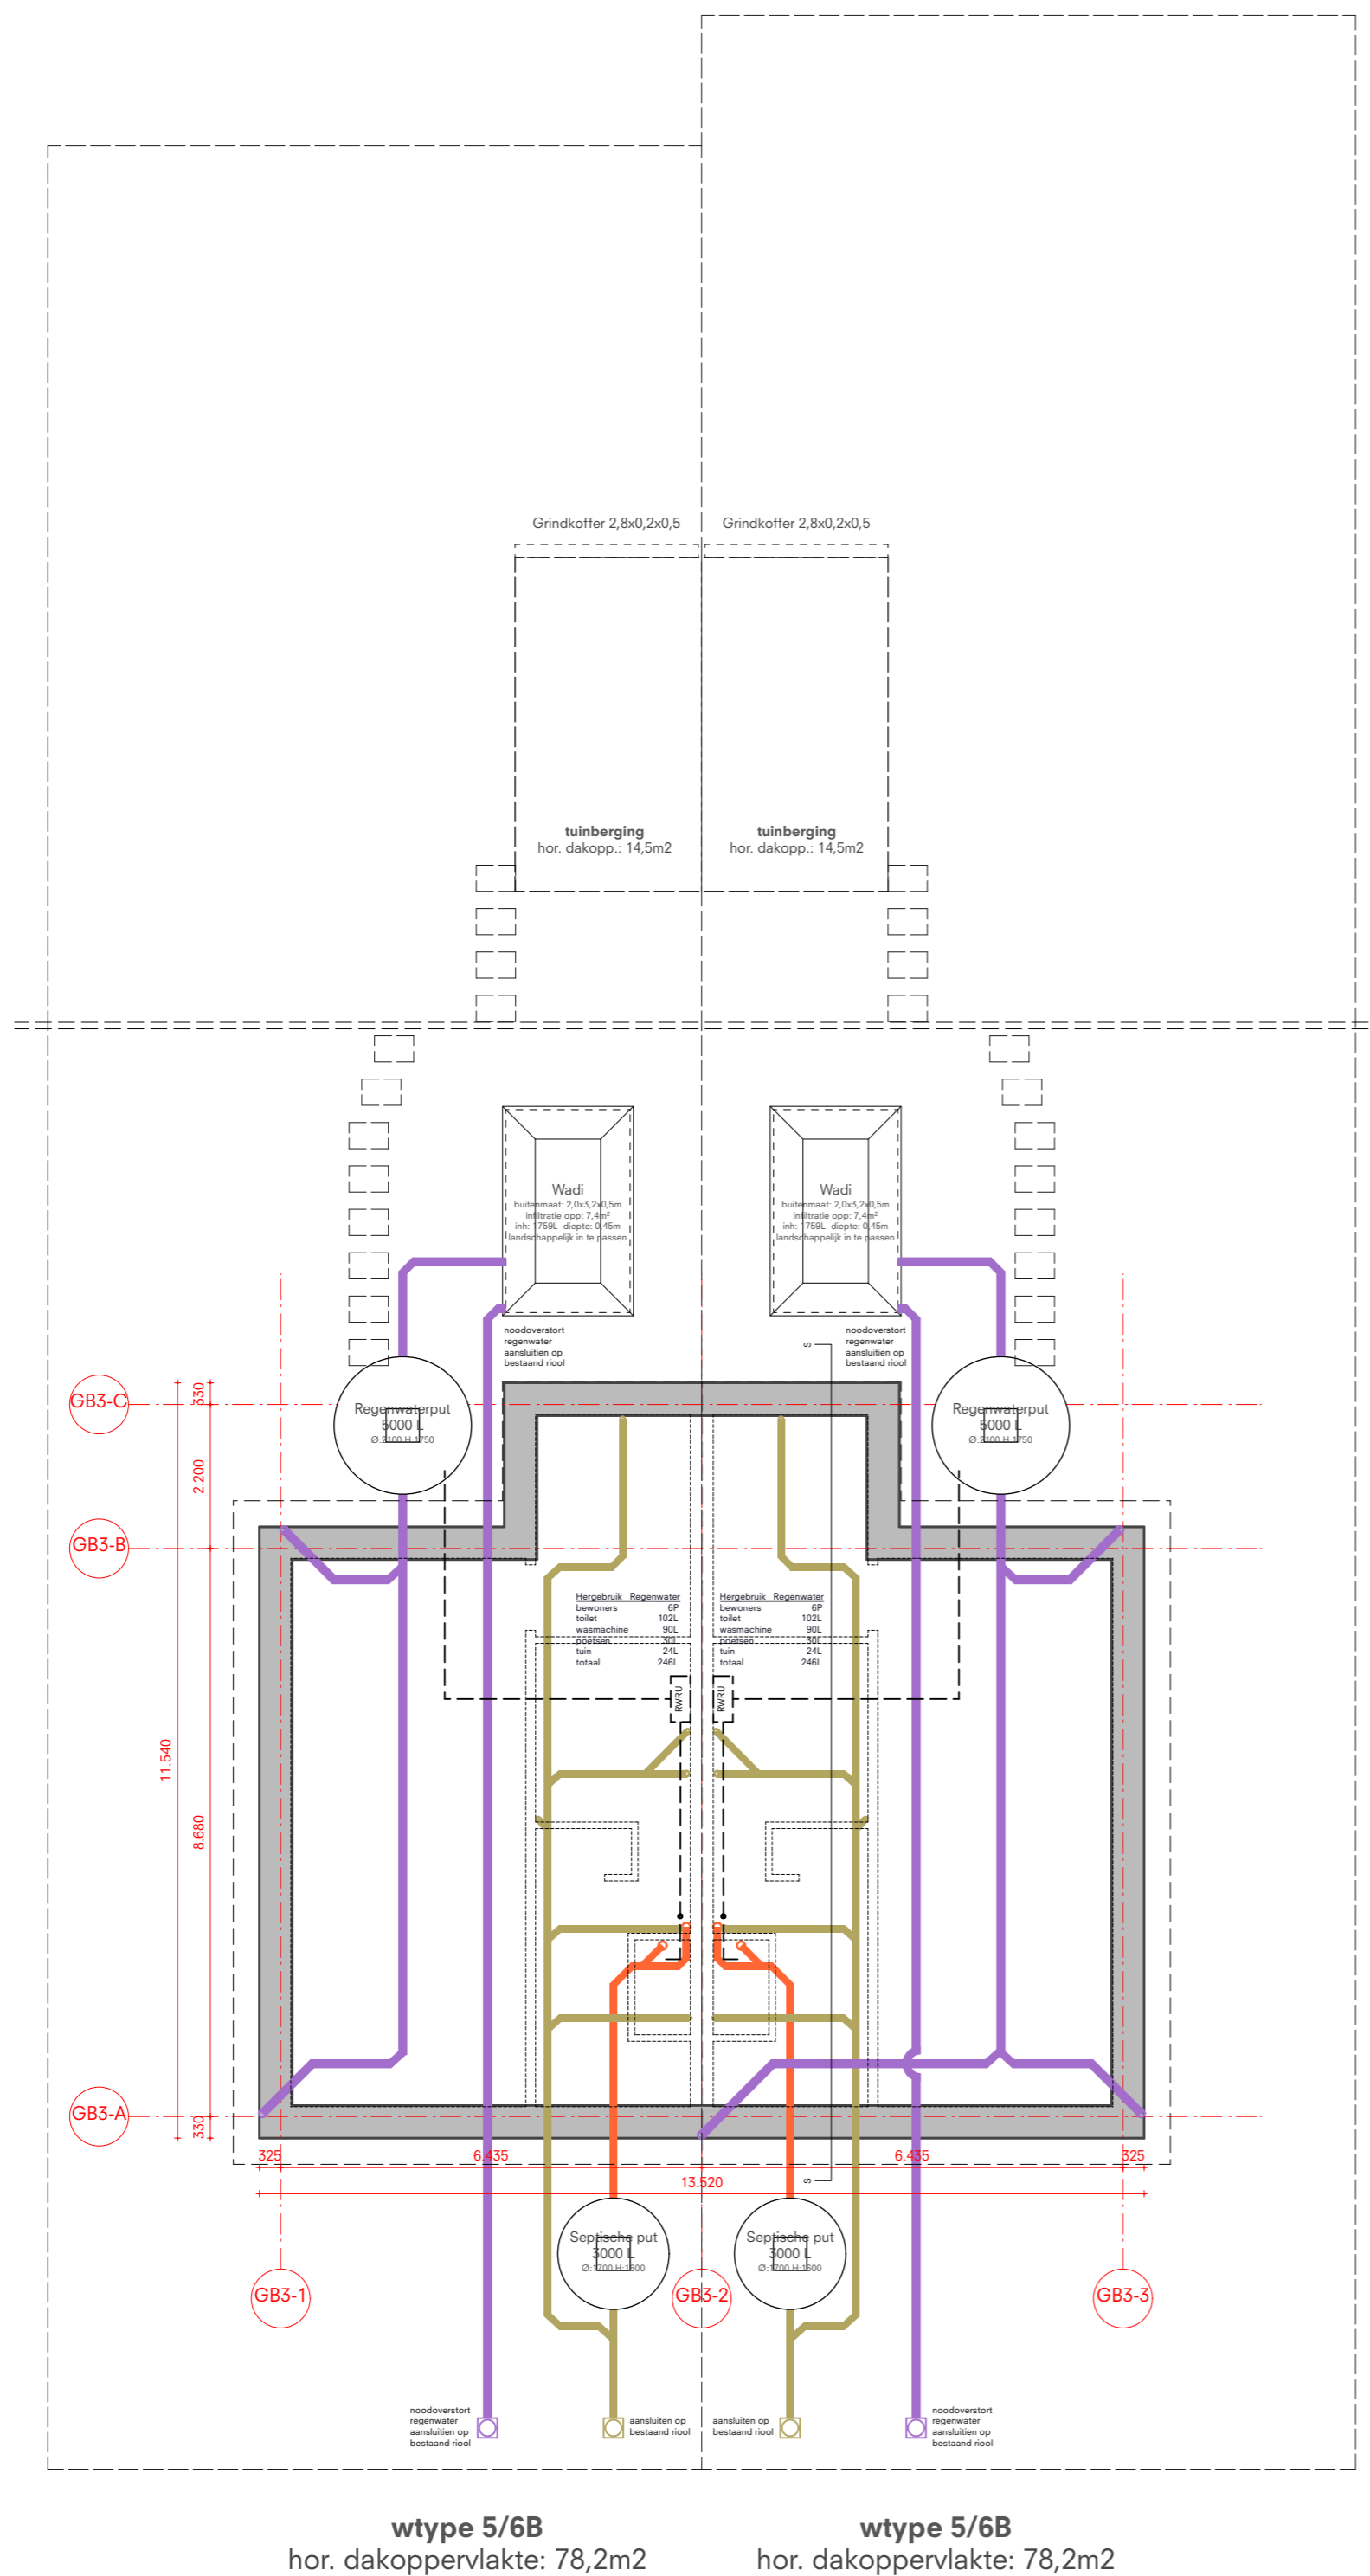 Grindkoffer 2,8x0,2x0,5
Grindkoffer 2,8x0,2x0,5
tuinberging
hor. dakopp.: 14,5m2
tuinberging
hor. dakopp.: 14,5m2
Wadi
buitenmaat: 2,0x3,2x0,5m
infiltratie opp: 7,4m²
inh: 1759L diepte: 0,45m
landschappelijk in te passen
Wadi
buitenmaat: 2,0x3,2x0,5m
infiltratie opp: 7,4m²
inh: 1759L diepte: 0,45m
landschappelijk in te passen
noodoverstort
regenwater
aansluitien op
bestaand riool
noodoverstort
regenwater
aansluitien op
bestaand riool
S
GB3-C
330
Regenwaterput
5000 L
Ø:2100 H:1750
Regenwaterput
5000 L
Ø:2100 H:1750
2.200
GB3-B
Hergebruik Regenwater
bewoners 6P
toilet 102L
wasmachine 90L
poetsen 30L
tuin 24L
totaal 246L
Hergebruik Regenwater
bewoners 6P
toilet 102L
wasmachine 90L
poetsen 30L
tuin 24L
totaal 246L
RWRU
RWRU
11.540
8.680
GB3-A
330
325
6.435
6.435
325
13.520
S
Septische put
3000 L
Ø:1700 H:1600
Septische put
3000 L
Ø:1700 H:1600
GB3-1
GB3-2
GB3-3
noodoverstort
regenwater
aansluitien op
bestaand riool
aansluiten op
bestaand riool
aansluiten op
bestaand riool
noodoverstort
regenwater
aansluitien op
bestaand riool
wtype 5/6B
hor. dakoppervlakte: 78,2m2
wtype 5/6B
hor. dakoppervlakte: 78,2m2